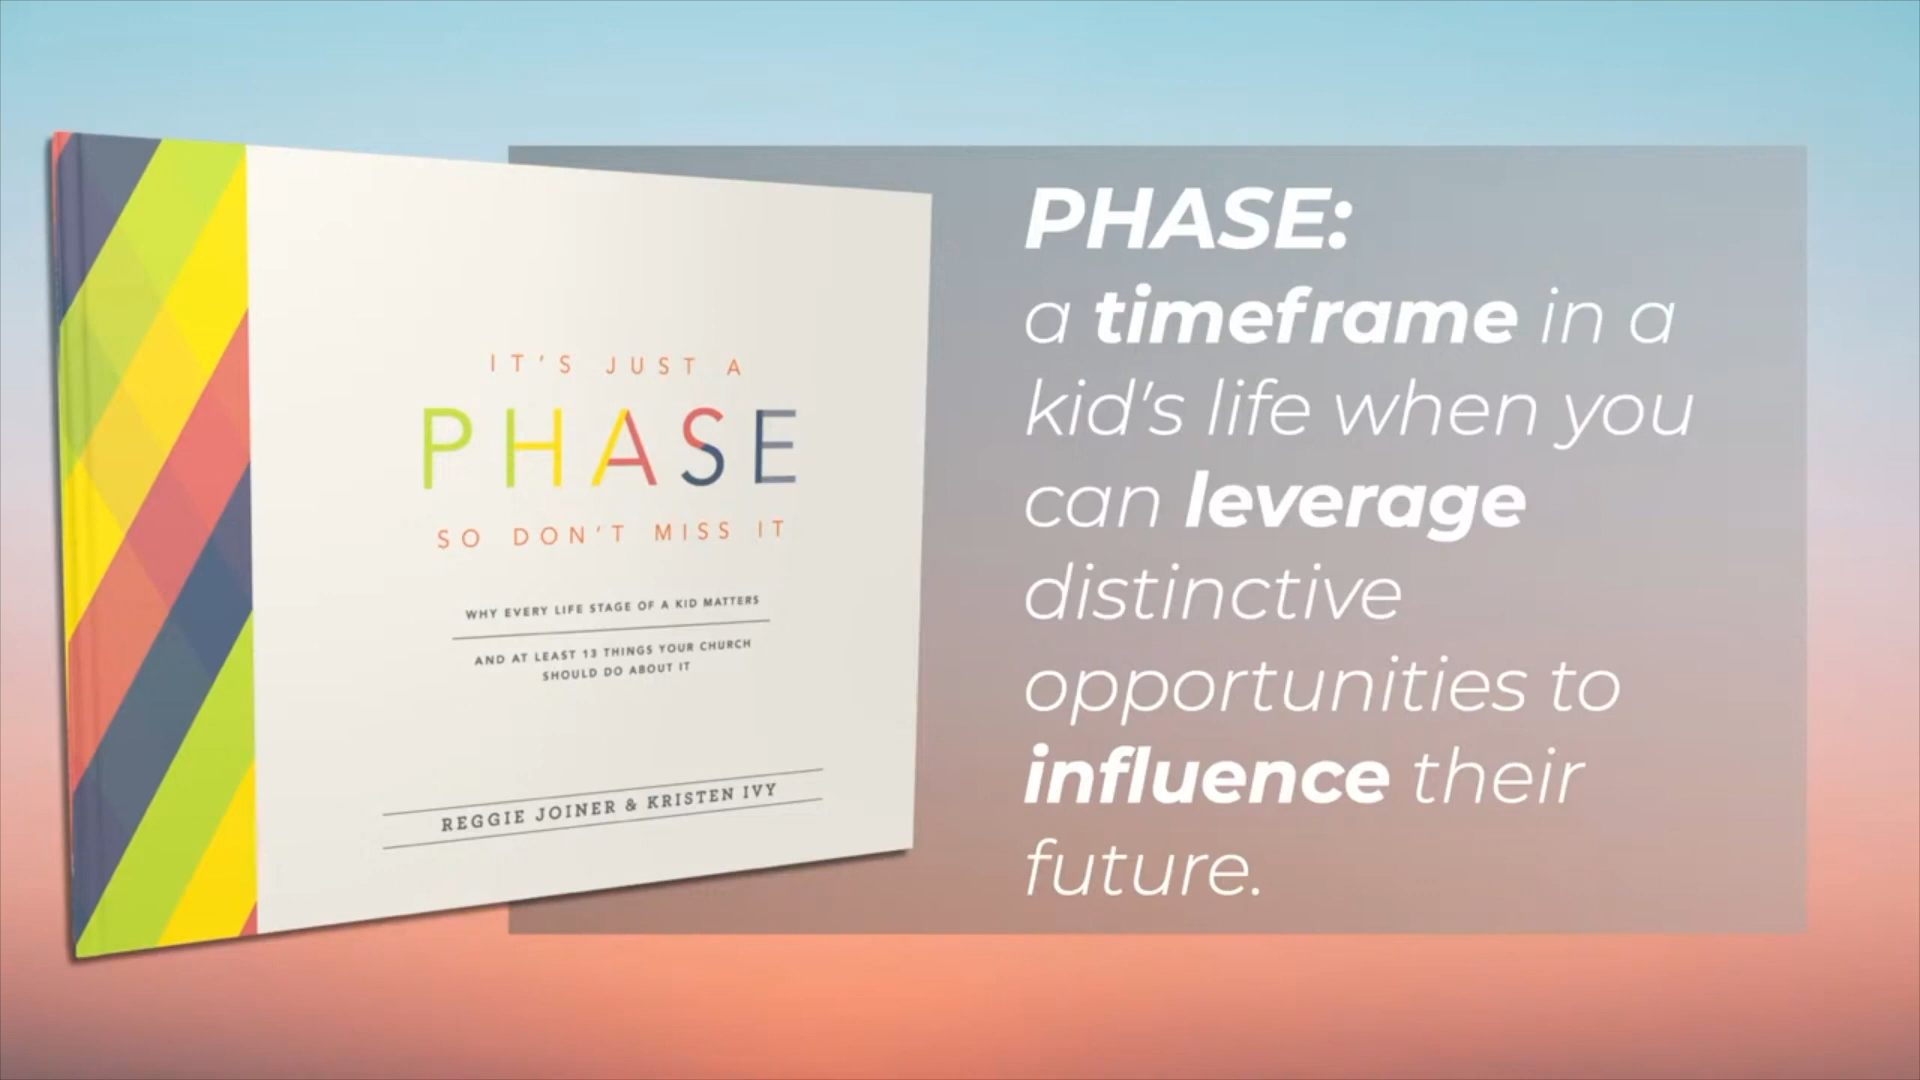 IT'S JUST A
PHASE
SO DON'T MISS IT
WHY EVERY LIFE STAGE OF A KID MATTERS
AND AT LEAST 13 THINGS YOUR CHURCH
SHOULD DO ABOUT IT
REGGIE JOINER & KRISTEN IVY
PHASE:
a timeframe in a
kid's life when you
can leverage
distinctive
opportunities to
influence their
future.